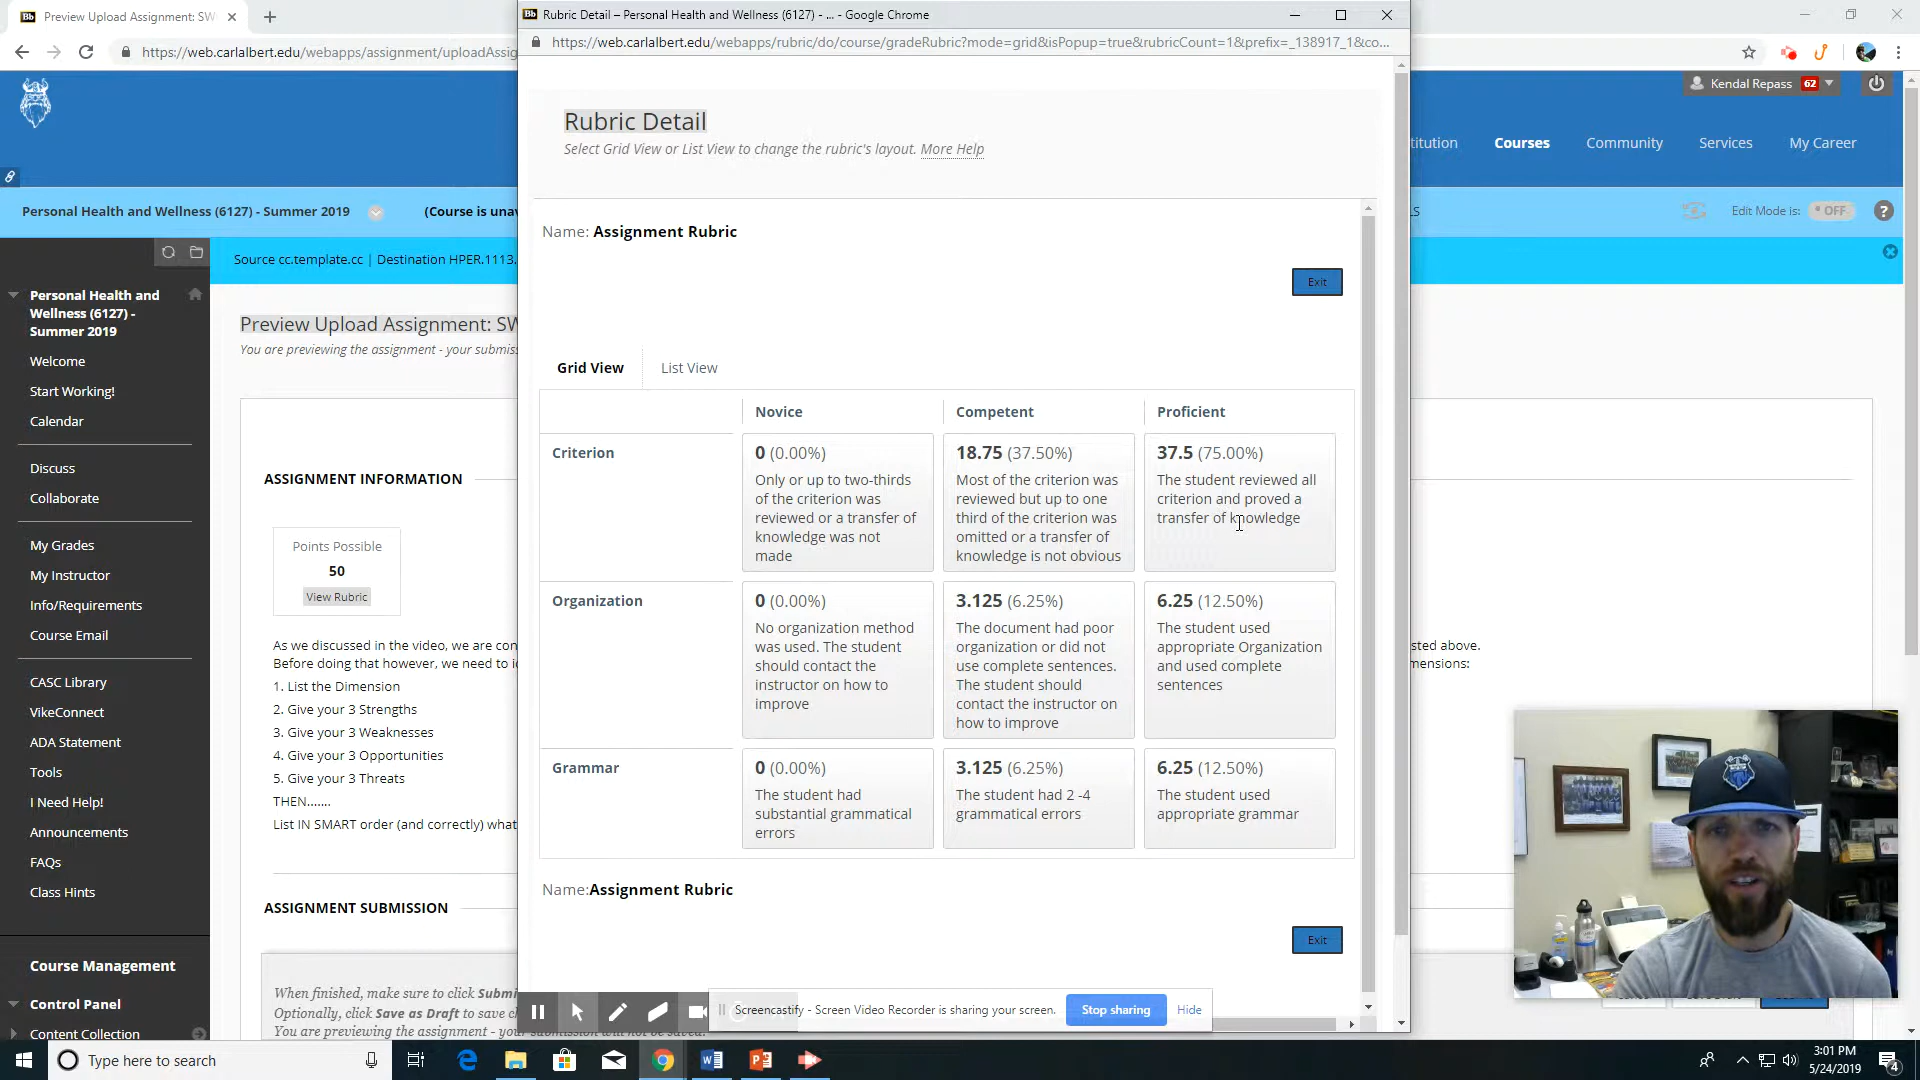 Preview Upload Assignment: SW
Rubric Detail – Personal Health and Wellness (6127) - ... - Google Chrome
https://web.carlalbert.edu/webapps/assignment/uploadAssig
https://web.carlalbert.edu/webapps/rubric/do/course/gradeRubric?mode=grid&isPopup=true&rubricCount=1&prefix=_138917_1&co...
Kendal Repass 62
Rubric Detail
Select Grid View or List View to change the rubric's layout. More Help
titution Courses Community Services My Career
Personal Health and Wellness (6127) - Summer 2019 (Course is unav
Edit Mode is: OFF ?
Source cc.template.cc | Destination HPER.1113.
Name: Assignment Rubric
Exit
Personal Health and
Wellness (6127) -
Summer 2019
Welcome
Start Working!
Calendar
Discuss
Collaborate
My Grades
My Instructor
Info/Requirements
Course Email
CASC Library
VikeConnect
ADA Statement
Tools
I Need Help!
Announcements
FAQs
Class Hints
Course Management
Control Panel
Content Collection
Preview Upload Assignment: SW
You are previewing the assignment - your submiss
ASSIGNMENT INFORMATION
Points Possible
50
View Rubric
As we discussed in the video, we are con
sted above.
Before doing that however, we need to i
mensions:
1. List the Dimension
2. Give your 3 Strengths
3. Give your 3 Weaknesses
4. Give your 3 Opportunities
5. Give your 3 Threats
THEN.......
List IN SMART order (and correctly) what
ASSIGNMENT SUBMISSION
When finished, make sure to click Submi
Optionally, click Save as Draft to save c
You are previewing the assignment - your submission will not be saved.
Grid View List View
Novice Competent Proficient
Criterion
0 (0.00%)
Only or up to two-thirds
of the criterion was
reviewed or a transfer of
knowledge was not
made
18.75 (37.50%)
Most of the criterion was
reviewed but up to one
third of the criterion was
omitted or a transfer of
knowledge is not obvious
37.5 (75.00%)
The student reviewed all
criterion and proved a
transfer of knowledge
Organization
0 (0.00%)
No organization method
was used. The student
should contact the
instructor on how to
improve
3.125 (6.25%)
The document had poor
organization or did not
use complete sentences.
The student should
contact the instructor on
how to improve
6.25 (12.50%)
The student used
appropriate Organization
and used complete
sentences
Grammar
0 (0.00%)
The student had
substantial grammatical
errors
3.125 (6.25%)
The student had 2 -4
grammatical errors
6.25 (12.50%)
The student used
appropriate grammar
Name:Assignment Rubric
Exit
Screencastify - Screen Video Recorder is sharing your screen. Stop sharing Hide
Type here to search
3:01 PM
5/24/2019
4